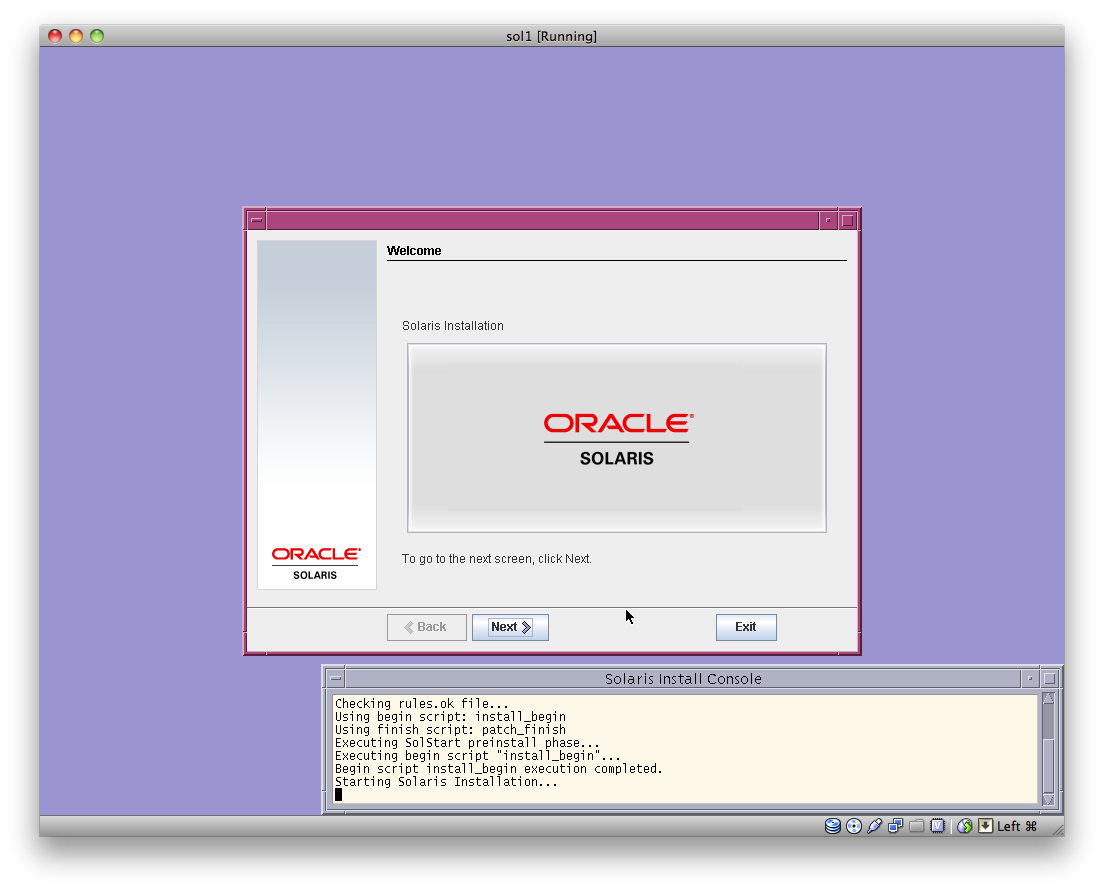 sol1 [Running]
Welcome
Solaris Installation
ORACLE®
SOLARIS
To go to the next screen, click Next.
ORACLE®
SOLARIS
Back
Next
Exit
Solaris Install Console
Checking rules.ok file...
Using begin script: install_begin
Using finish script: patch_finish
Executing SolStart preinstall phase...
Executing begin script "install_begin"...
Begin script install_begin execution completed.
Starting Solaris Installation...
Left ⌘